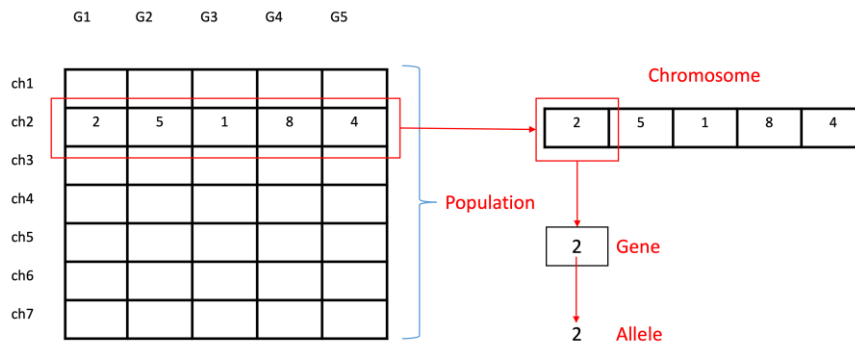 G1 G2 G3 G4 G5
Chromosome
ch1
ch2 2 5 1 8 4
2 5 1 8 4
ch3
ch4
Population
ch5
2 Gene
ch6
ch7
2 Allele